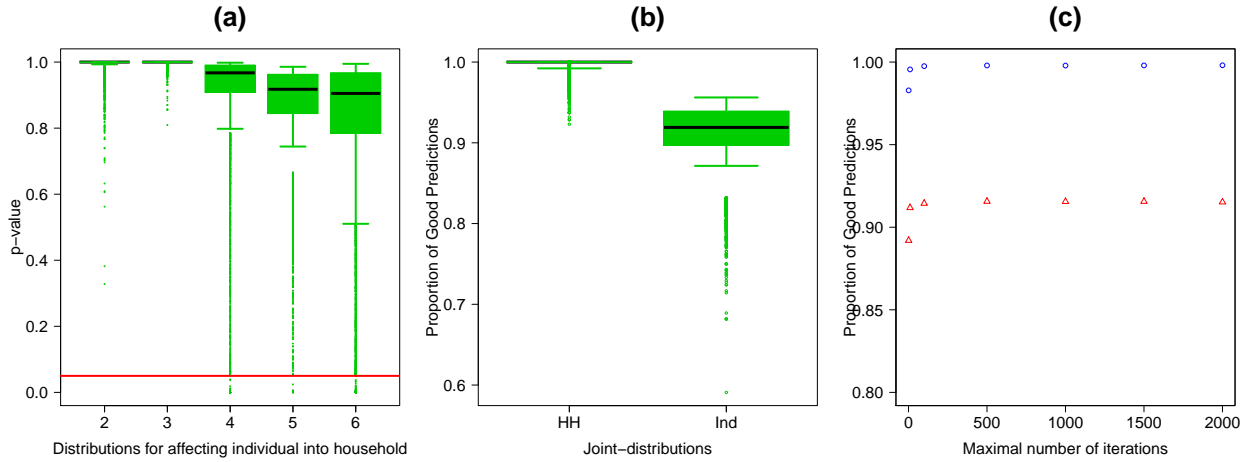 (a)
p−value
1.0
0.8
0.6
0.4
0.2
0.0
2 3 4 5 6
Distributions for affecting individual into household
(b)
Proportion of Good Predictions
1.0
0.9
0.8
0.7
0.6
HH Ind
Joint−distributions
(c)
Proportion of Good Predictions
1.00
0.95
0.90
0.85
0.80
0 500 1000 1500 2000
Maximal number of iterations